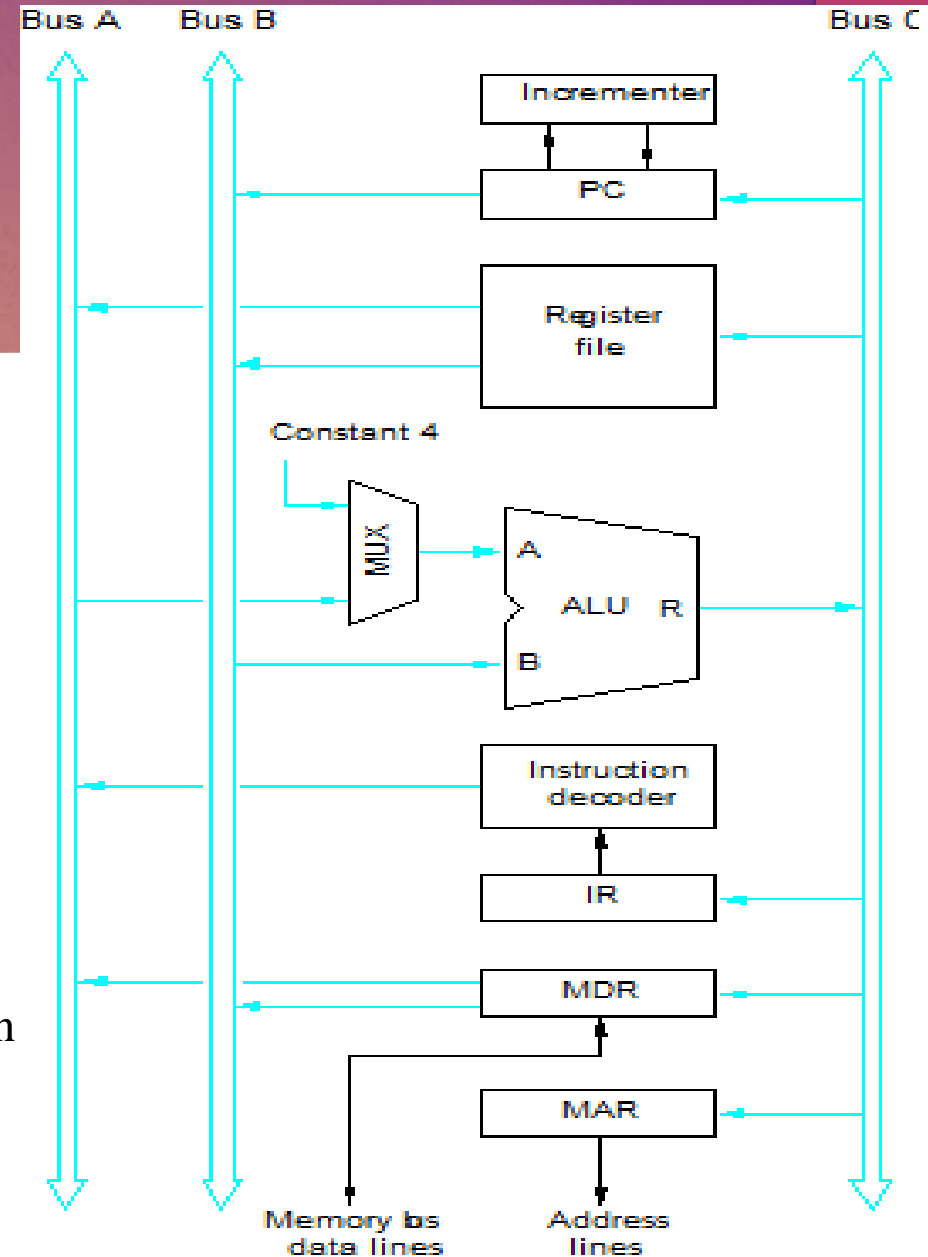 Bus A
Bus B
Bus C
Incrementer
PC
Register
file
Constant 4
MUX
A
ALU
R
B
Instruction
decoder
IR
MDR
MAR
Memory bs
data lines
Address
lines